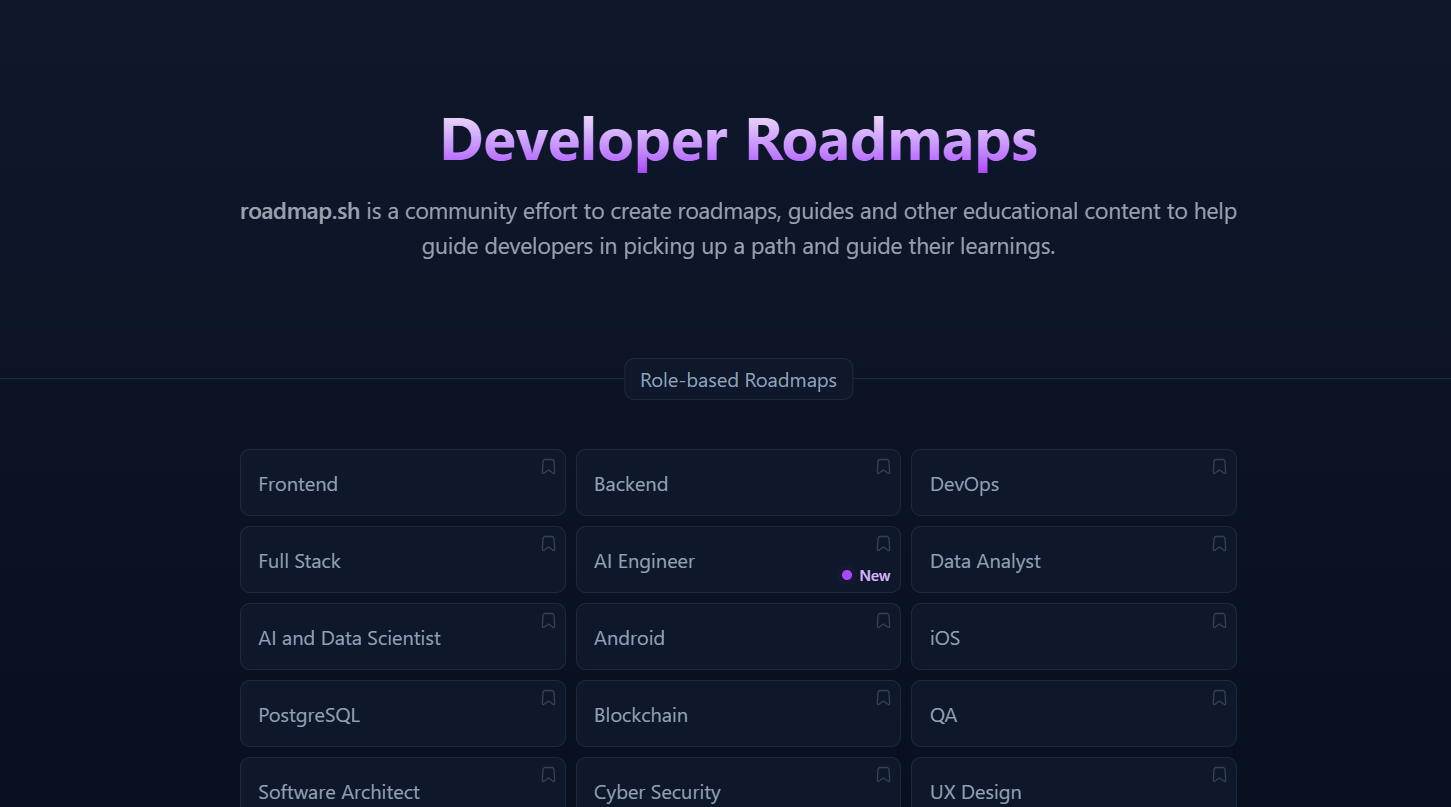 Developer Roadmaps
roadmap.sh is a community effort to create roadmaps, guides and other educational content to help
guide developers in picking up a path and guide their learnings.
Role-based Roadmaps
Frontend
Backend
DevOps
Full Stack
AI Engineer
New
Data Analyst
AI and Data Scientist
Android
iOS
PostgreSQL
Blockchain
QA
Software Architect
Cyber Security
UX Design